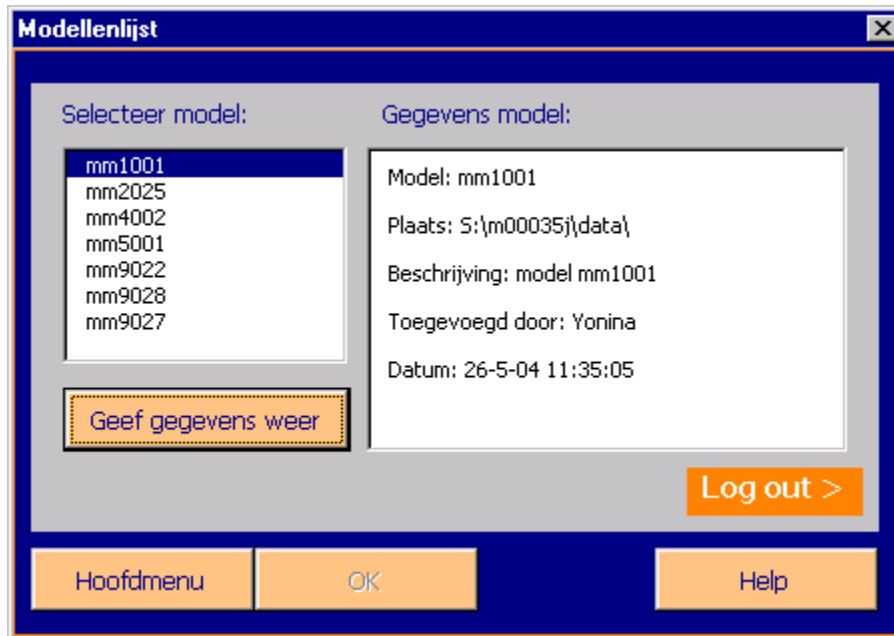 Modellenlijst
Selecteer model:
mm1001
mm2025
mm4002
mm5001
mm9022
mm9028
mm9027
Geef gegevens weer
Gegevens model:
Model: mm1001
Plaats: S:\m00035j\data\
Beschrijving: model mm1001
Toegevoegd door: Yonina
Datum: 26-5-04 11:35:05
Log out >
Hoofdmenu
OK
Help